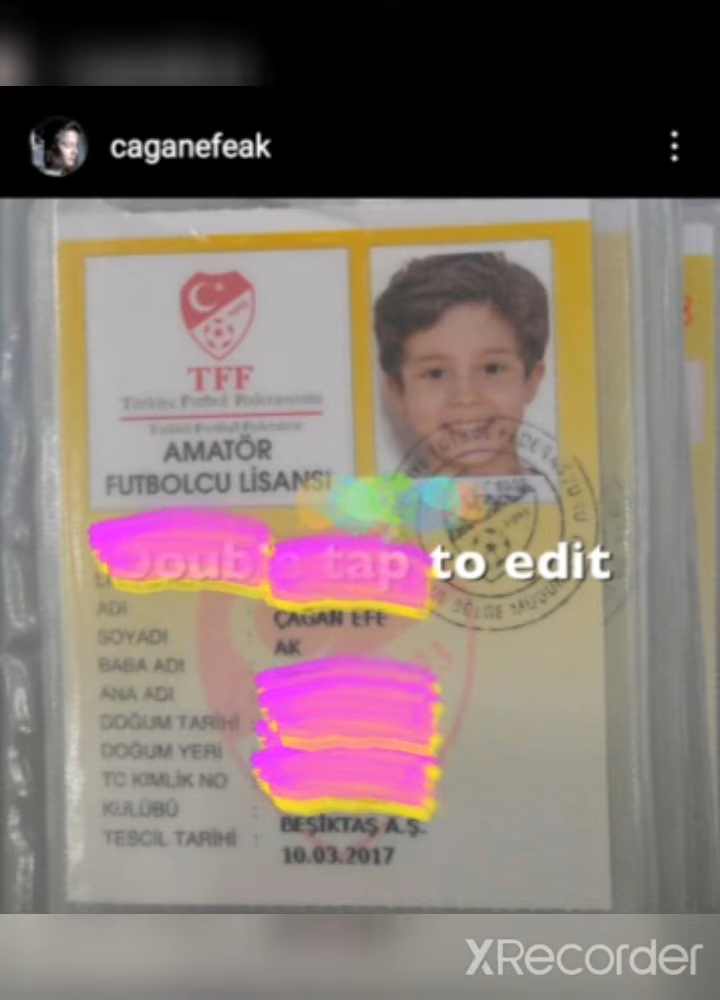 caganefeak
TFF
Türkiye Futbol Federasyonu
AMATÖR
FUTBOLCU LİSANSI
Double tap to edit
ADI : ÇAĞAN EFE
SOYADI : AK
BABA ADI
ANA ADI
DOĞUM TARİHİ
DOĞUM YERİ
TC KİMLİK NO
KULÜBÜ : BEŞİKTAŞ A.Ş.
TESCİL TARİHİ : 10.03.2017
XRecorder